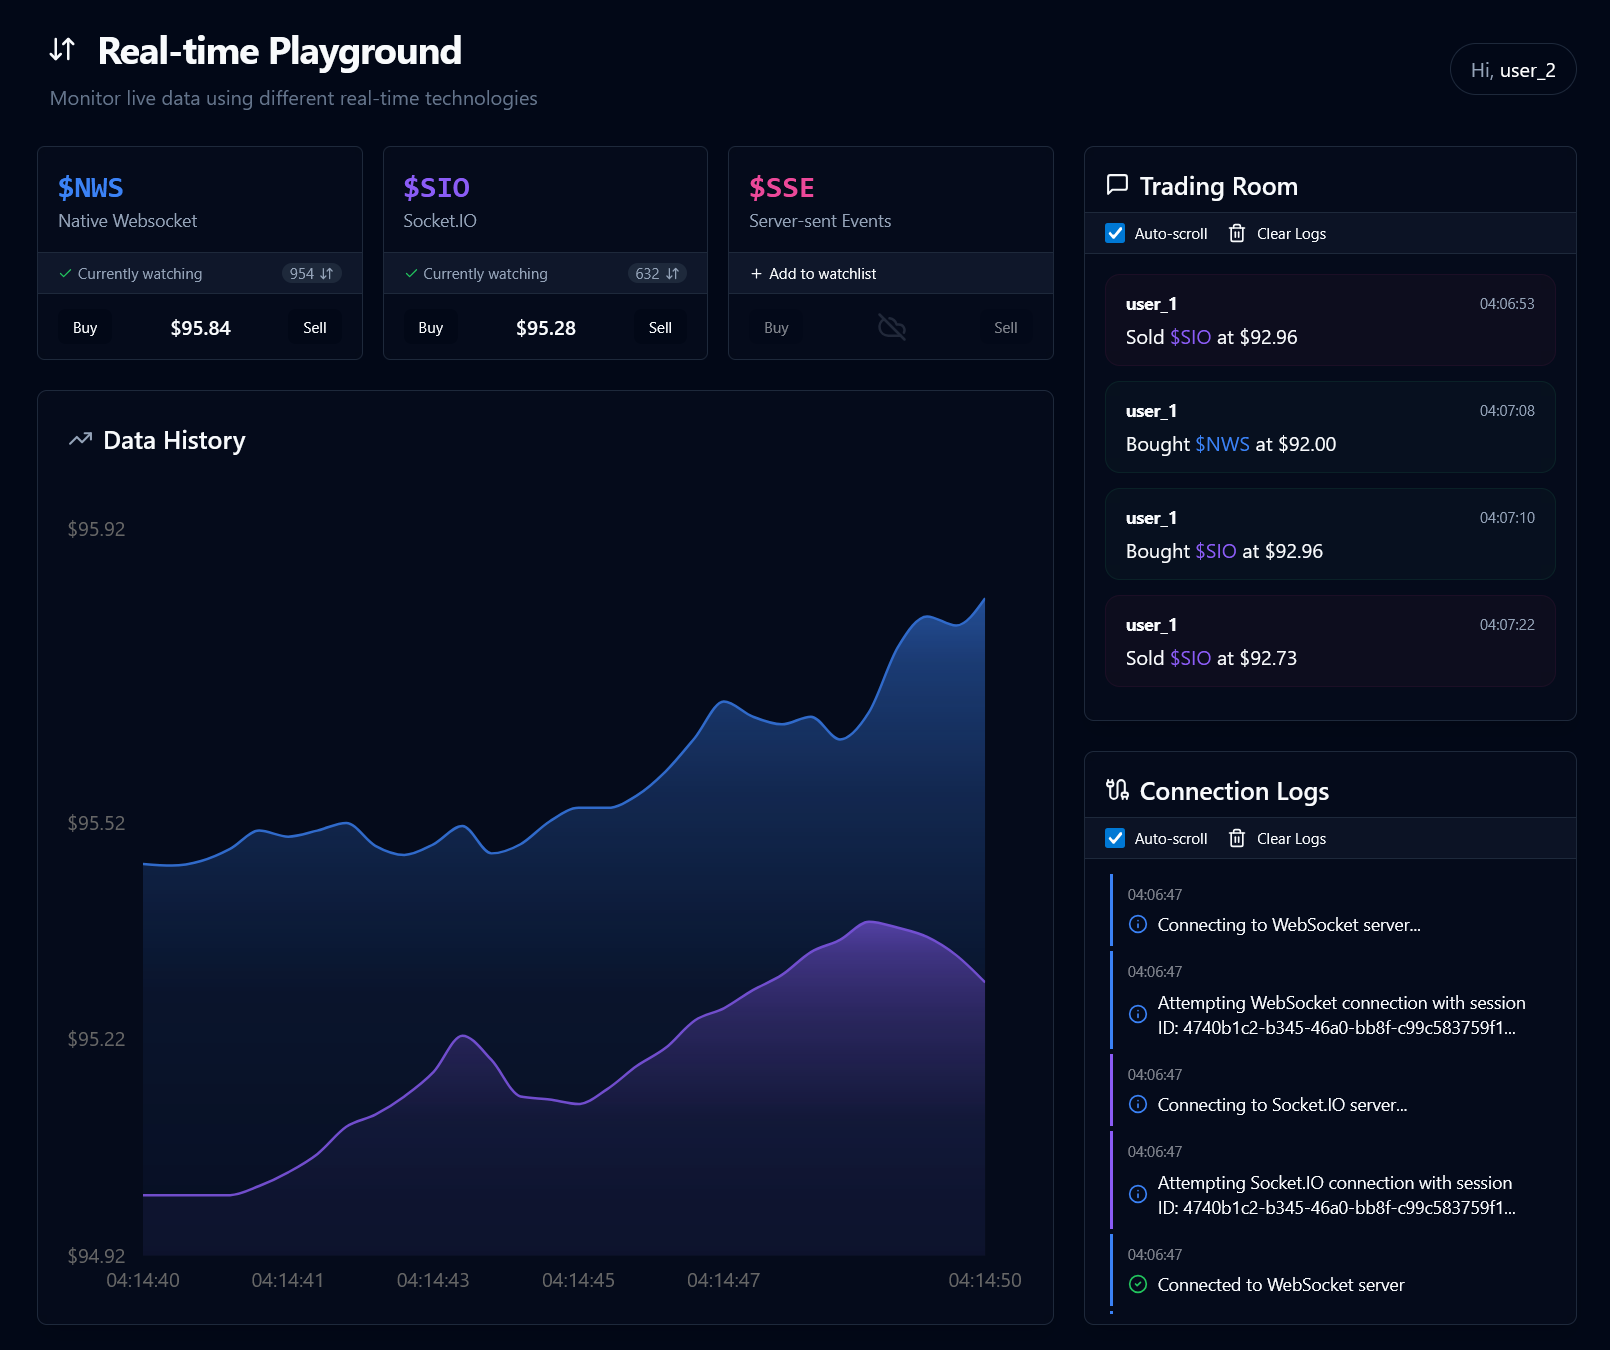 Real-time Playground
Monitor live data using different real-time technologies
Hi, user_2
$NWS
Native Websocket
Currently watching
954
Buy
$95.84
Sell
$SIO
Socket.IO
Currently watching
632
Buy
$95.28
Sell
$SSE
Server-sent Events
+ Add to watchlist
Buy
Sell
Data History
$95.92
$95.52
$95.22
$94.92
04:14:40
04:14:41
04:14:43
04:14:45
04:14:47
04:14:50
Trading Room
Auto-scroll
Clear Logs
user_1
04:06:53
Sold $SIO at $92.96
user_1
04:07:08
Bought $NWS at $92.00
user_1
04:07:10
Bought $SIO at $92.96
user_1
04:07:22
Sold $SIO at $92.73
Connection Logs
Auto-scroll
Clear Logs
04:06:47
Connecting to WebSocket server...
04:06:47
Attempting WebSocket connection with session
ID: 4740b1c2-b345-46a0-bb8f-c99c583759f1...
04:06:47
Connecting to Socket.IO server...
04:06:47
Attempting Socket.IO connection with session
ID: 4740b1c2-b345-46a0-bb8f-c99c583759f1...
04:06:47
Connected to WebSocket server